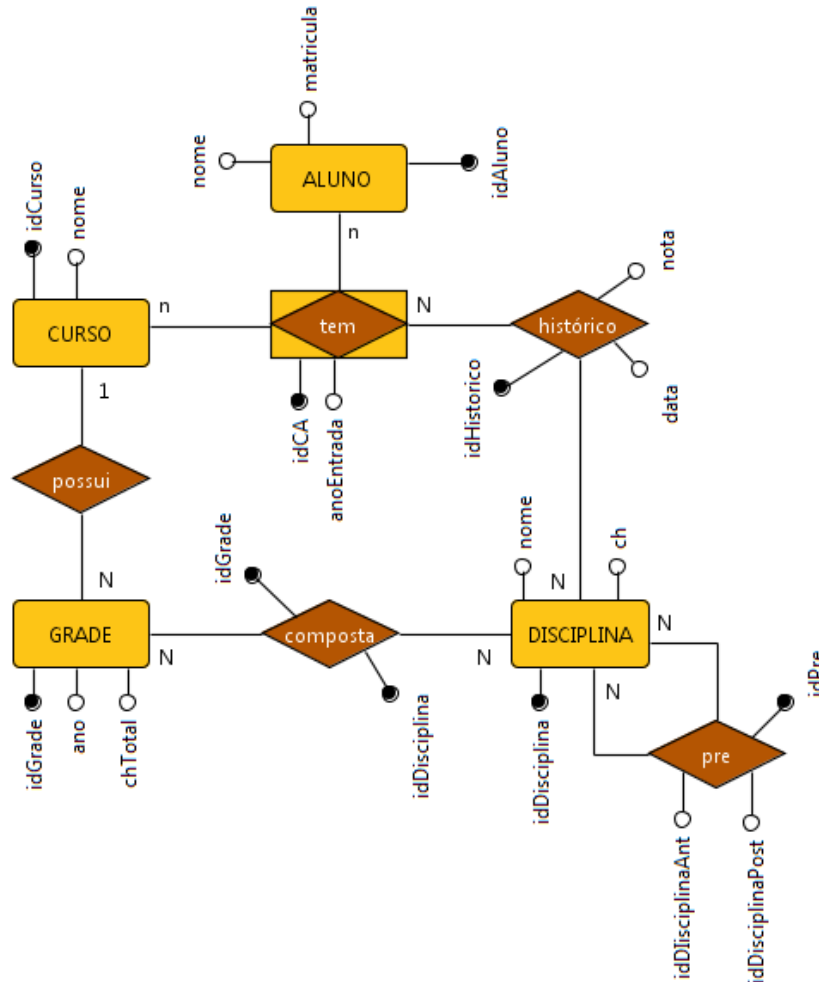 matricula
nome
ALUNO
idAluno
n
idCurso
nome
CURSO
n
tem
N
histórico
nota
data
idHistorico
idCA
anoEntrada
1
possui
N
GRADE
N
idGrade
ano
chTotal
idGrade
composta
idDisciplina
N
nome
ch
N
DISCIPLINA
N
N
idDisciplina
idPre
pre
idDIsciplinaAnt
idDisciplinaPost